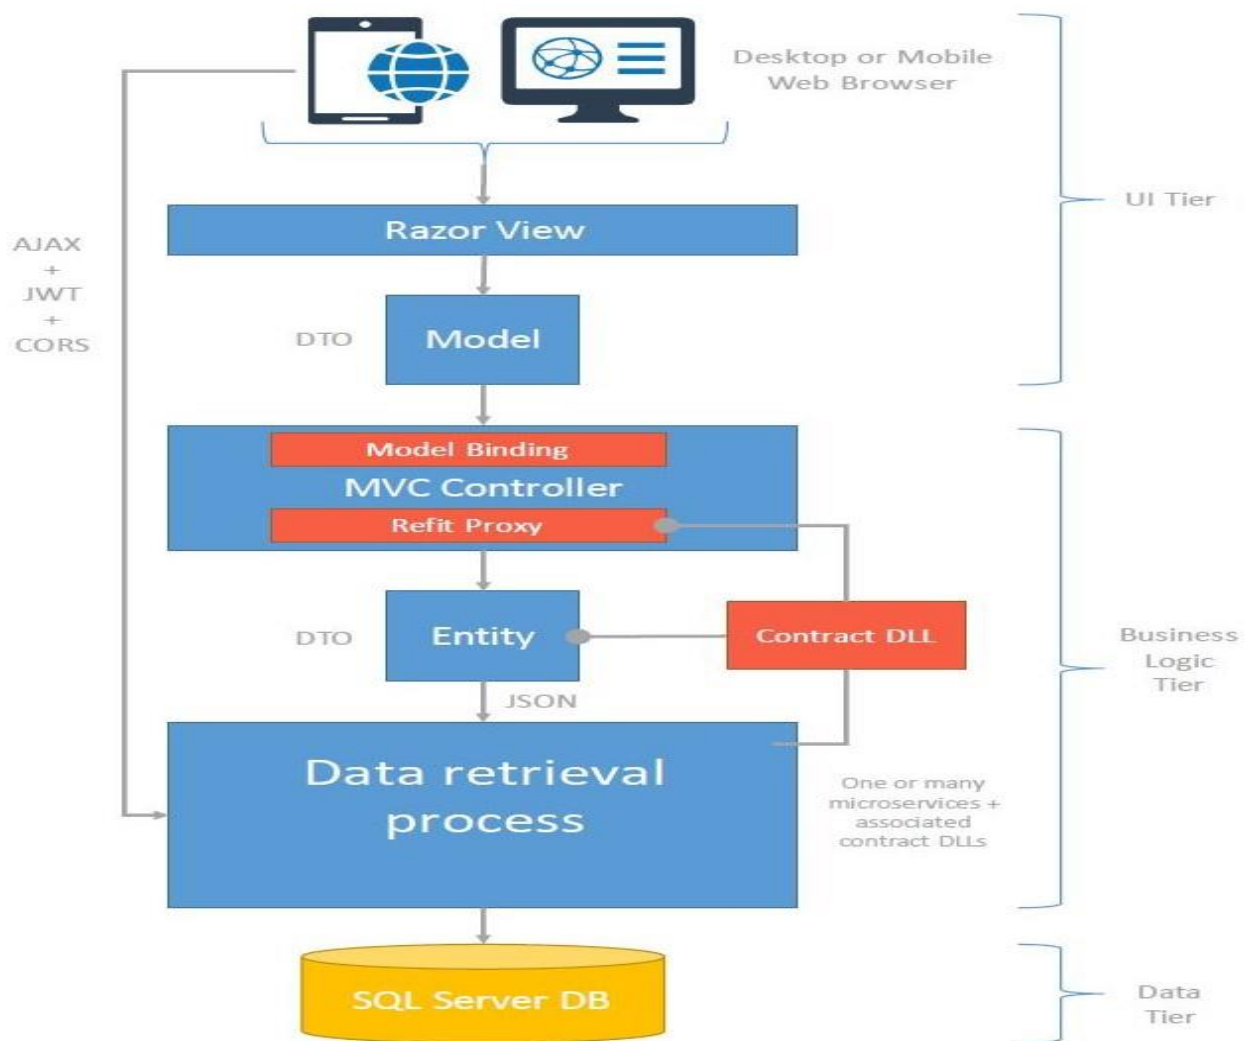 Desktop or Mobile
Web Browser
UI Tier
Razor View
AJAX
+
JWT
+
CORS
DTO
Model
Model Binding
MVC Controller
Refit Proxy
DTO
Entity
Contract DLL
Business
Logic
Tier
JSON
Data retrieval
process
One or many
microservices +
associated
contract DLLs
SQL Server DB
Data
Tier